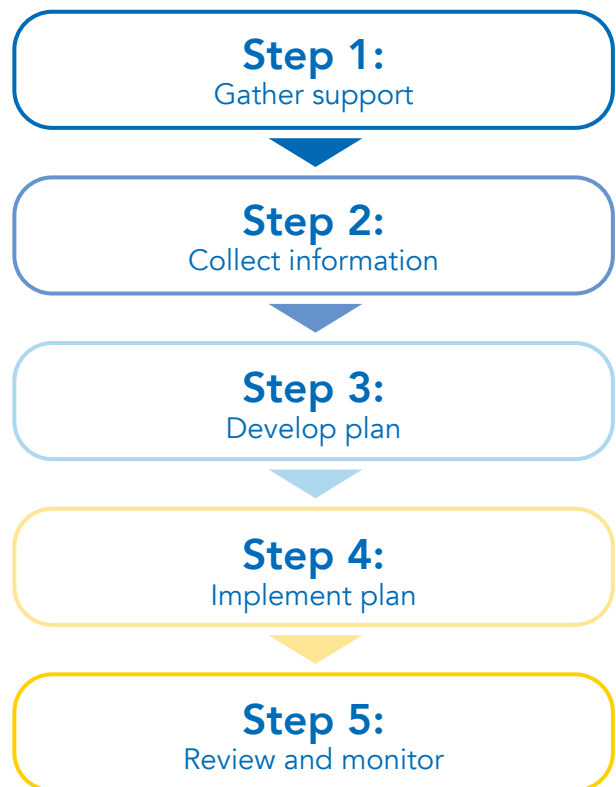 Step 1:
Gather support
Step 2:
Collect information
Step 3:
Develop plan
Step 4:
Implement plan
Step 5:
Review and monitor